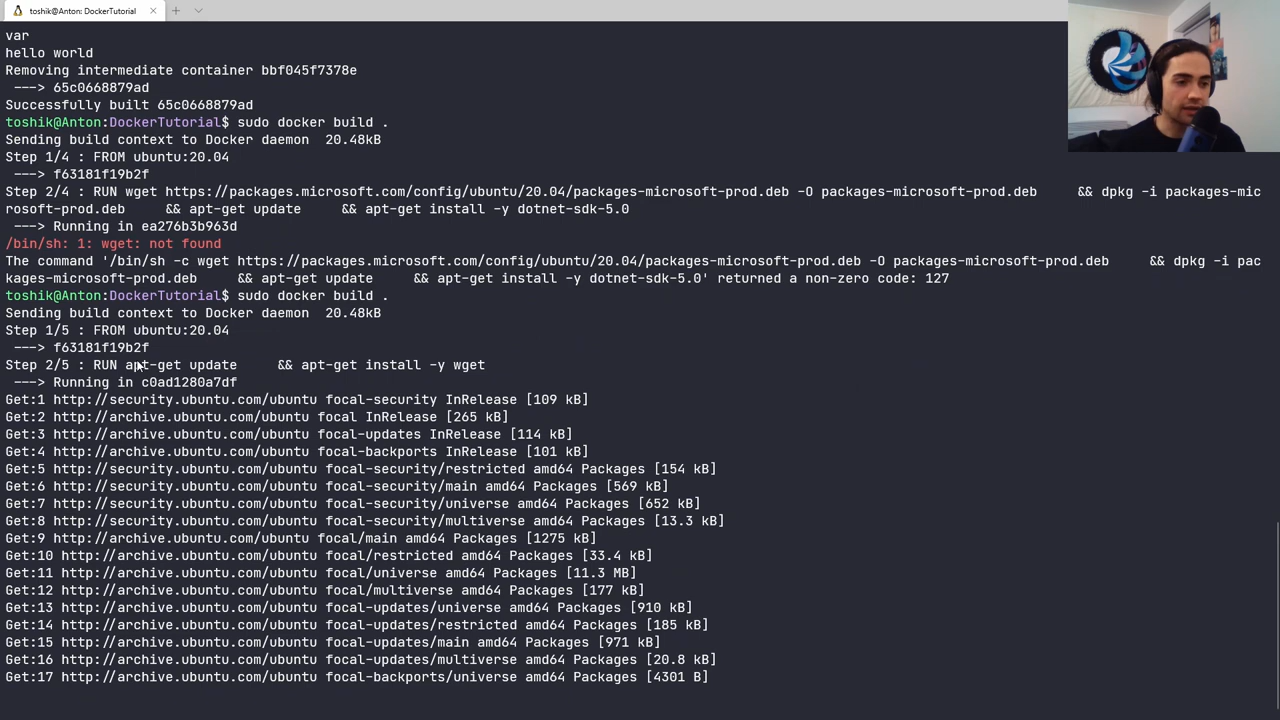 toshik@Anton: DockerTutorial
var
hello world
Removing intermediate container bbf045f7378e
---> 65c0668879ad
Successfully built 65c0668879ad
toshik@Anton:DockerTutorial$ sudo docker build .
Sending build context to Docker daemon  20.48kB
Step 1/4 : FROM ubuntu:20.04
---> f63181f19b2f
Step 2/4 : RUN wget https://packages.microsoft.com/config/ubuntu/20.04/packages-microsoft-prod.deb -O packages-microsoft-prod.deb     && dpkg -i packages-mic
rosoft-prod.deb     && apt-get update     && apt-get install -y dotnet-sdk-5.0
---> Running in ea276b3b963d
/bin/sh: 1: wget: not found
The command '/bin/sh -c wget https://packages.microsoft.com/config/ubuntu/20.04/packages-microsoft-prod.deb -O packages-microsoft-prod.deb     && dpkg -i pac
kages-microsoft-prod.deb     && apt-get update     && apt-get install -y dotnet-sdk-5.0' returned a non-zero code: 127
toshik@Anton:DockerTutorial$ sudo docker build .
Sending build context to Docker daemon  20.48kB
Step 1/5 : FROM ubuntu:20.04
---> f63181f19b2f
Step 2/5 : RUN apt-get update     && apt-get install -y wget
---> Running in c0ad1280a7df
Get:1 http://security.ubuntu.com/ubuntu focal-security InRelease [109 kB]
Get:2 http://archive.ubuntu.com/ubuntu focal InRelease [265 kB]
Get:3 http://archive.ubuntu.com/ubuntu focal-updates InRelease [114 kB]
Get:4 http://archive.ubuntu.com/ubuntu focal-backports InRelease [101 kB]
Get:5 http://security.ubuntu.com/ubuntu focal-security/restricted amd64 Packages [154 kB]
Get:6 http://security.ubuntu.com/ubuntu focal-security/main amd64 Packages [569 kB]
Get:7 http://security.ubuntu.com/ubuntu focal-security/universe amd64 Packages [652 kB]
Get:8 http://security.ubuntu.com/ubuntu focal-security/multiverse amd64 Packages [13.3 kB]
Get:9 http://archive.ubuntu.com/ubuntu focal/main amd64 Packages [1275 kB]
Get:10 http://archive.ubuntu.com/ubuntu focal/restricted amd64 Packages [33.4 kB]
Get:11 http://archive.ubuntu.com/ubuntu focal/universe amd64 Packages [11.3 MB]
Get:12 http://archive.ubuntu.com/ubuntu focal/multiverse amd64 Packages [177 kB]
Get:13 http://archive.ubuntu.com/ubuntu focal-updates/universe amd64 Packages [910 kB]
Get:14 http://archive.ubuntu.com/ubuntu focal-updates/restricted amd64 Packages [185 kB]
Get:15 http://archive.ubuntu.com/ubuntu focal-updates/main amd64 Packages [971 kB]
Get:16 http://archive.ubuntu.com/ubuntu focal-updates/multiverse amd64 Packages [20.8 kB]
Get:17 http://archive.ubuntu.com/ubuntu focal-backports/universe amd64 Packages [4301 B]